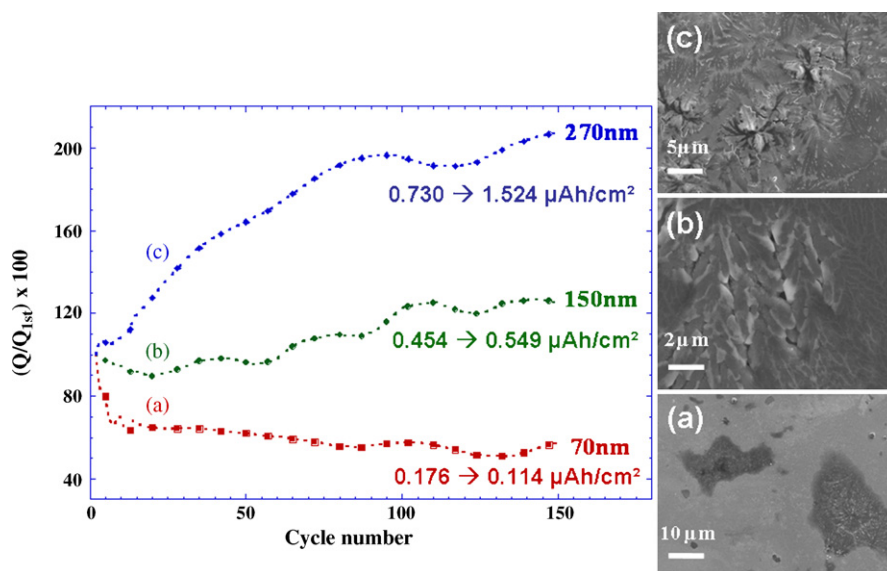 (Q/Q1st) x 100
200
160
120
80
40
0
50
100
150
Cycle number
270nm
0.730 → 1.524 µAh/cm²
(c)
150nm
0.454 → 0.549 µAh/cm²
(b)
(a)
70nm
0.176 → 0.114 µAh/cm²
(c)
5µm
(b)
2µm
(a)
10µm